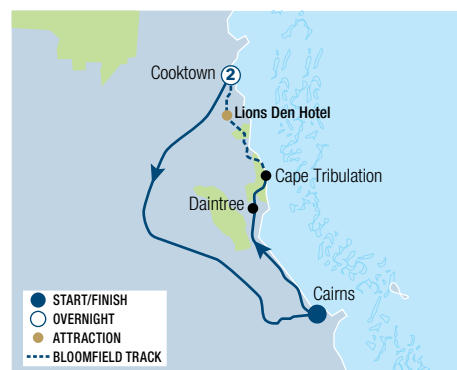 Cooktown
2
Lions Den Hotel
Cape Tribulation
Daintree
Cairns
START/FINISH
OVERNIGHT
ATTRACTION
BLOOMFIELD TRACK